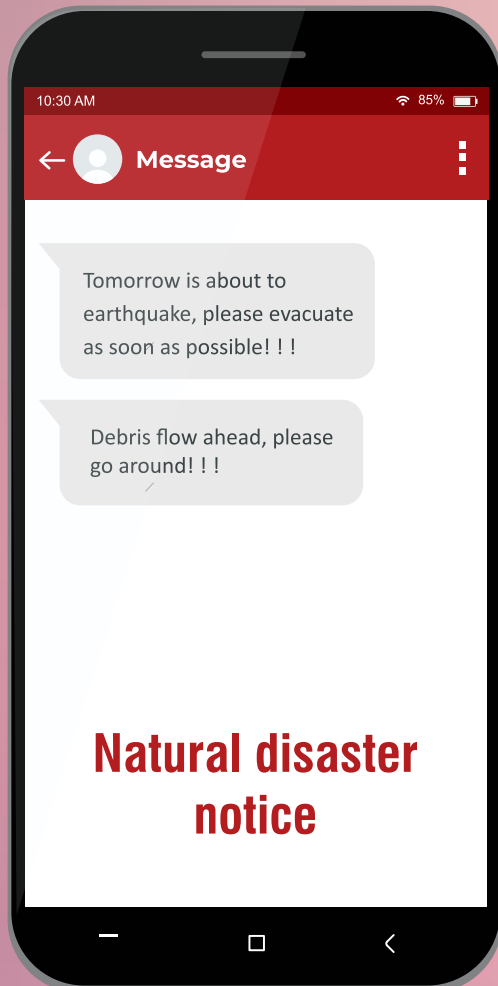 10:30 AM 85%
Message
Tomorrow is about to
earthquake, please evacuate
as soon as possible! ! !
Debris flow ahead, please
go around! ! !
Natural disaster
notice